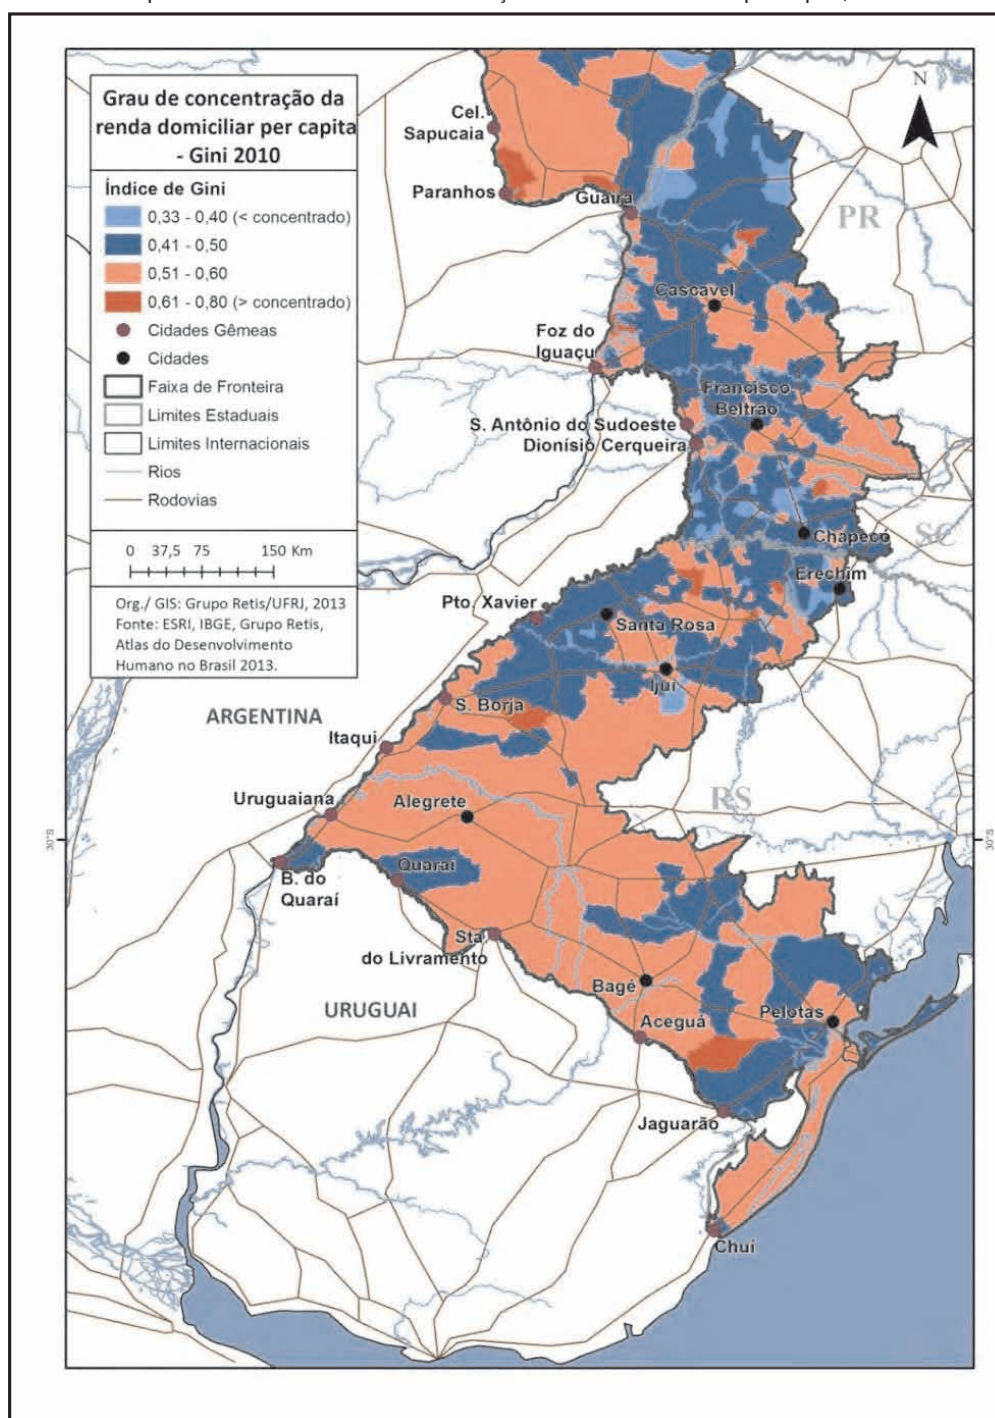 Grau de concentração da
renda domiciliar per capita
- Gini 2010
Índice de Gini
0,33 - 0,40 (< concentrado)
0,41 - 0,50
0,51 - 0,60
0,61 - 0,80 (> concentrado)
Cidades Gêmeas
Cidades
Faixa de Fronteira
Limites Estaduais
Limites Internacionais
Rios
Rodovias
0 37,5 75 150 Km
Org./ GIS: Grupo Retis/UFRJ, 2013
Fonte: ESRI, IBGE, Grupo Retis,
Atlas do Desenvolvimento
Humano no Brasil 2013.
N
Cel.
Sapucaia
Paranhos
Guaíra
PR
Cascavel
Foz do
Iguaçu
Francisco
Beltrão
S. Antônio do Sudoeste
Dionísio Cerqueira
SC
Chapecó
Erechim
Pto. Xavier
Santa Rosa
Ijuí
S. Borja
ARGENTINA
Itaqui
RS
Uruguaiana
Alegrete
30°S
30°S
B. do
Quaraí
Quaraí
Sta
do Livramento
Bagé
URUGUAI
Aceguá
Pelotas
Jaguarão
Chuí